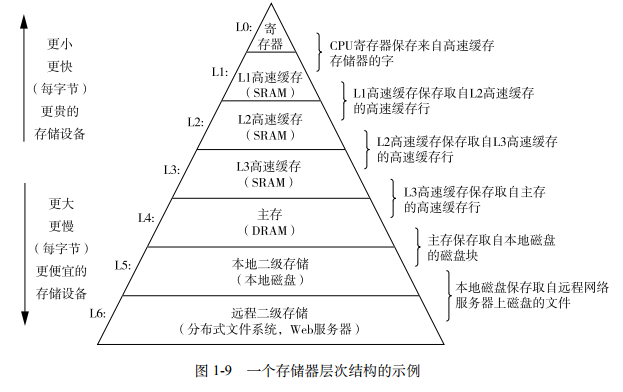 更小
更快
(每字节)
更贵的
存储设备
更大
更慢
(每字节)
更便宜的
存储设备
L0:
寄
存器
L1:
L1高速缓存
(SRAM)
L2:
L2高速缓存
(SRAM)
L3:
L3高速缓存
(SRAM)
L4:
主存
(DRAM)
L5:
本地二级存储
(本地磁盘)
L6:
远程二级存储
(分布式文件系统,Web服务器)
CPU寄存器保存来自高速缓存
存储器的字
L1高速缓存保存取自L2高速缓存
的高速缓存行
L2高速缓存保存取自L3高速缓存
的高速缓存行
L3高速缓存保存取自主存
的高速缓存行
主存保存取自本地磁盘
的磁盘块
本地磁盘保存取自远程网络
服务器上磁盘的文件
图 1-9 一个存储器层次结构的示例